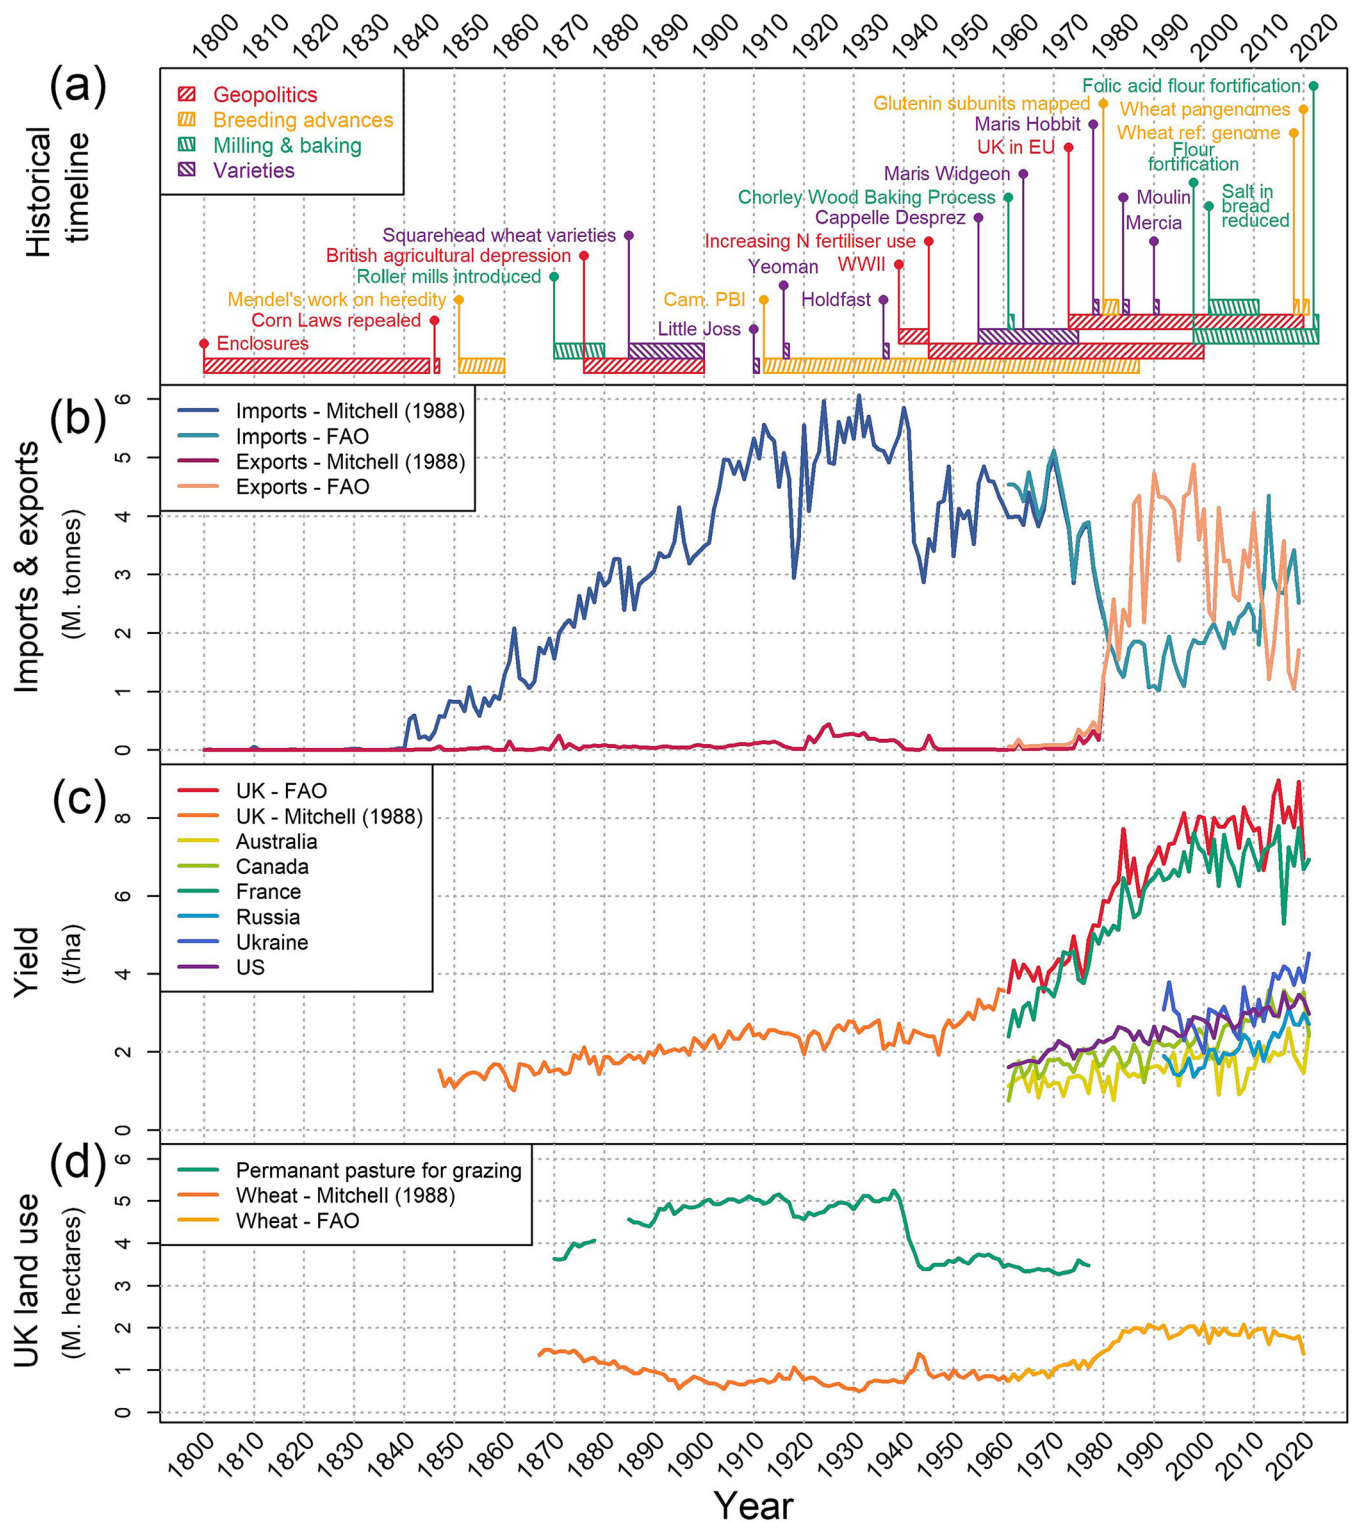 1800 1810 1820 1830 1840 1850 1860 1870 1880 1890 1900 1910 1920 1930 1940 1950 1960 1970 1980 1990 2000 2010 2020
(a)
Historical
timeline
Geopolitics
Breeding advances
Milling & baking
Varieties
Folic acid flour fortification
Glutenin subunits mapped
Wheat pangenomes
Maris Hobbit
Wheat ref. genome
UK in EU
Flour
fortification
Maris Widgeon
Chorley Wood Baking Process
Moulin
Salt in
bread
reduced
Cappelle Desprez
Mercia
Squarehead wheat varieties
Increasing N fertiliser use
British agricultural depression
WWII
Yeoman
Roller mills introduced
Mendel's work on heredity
Cam. PBI
Holdfast
Corn Laws repealed
Little Joss
Enclosures
(b)
Imports & exports
(M. tonnes)
6
5
4
3
2
1
0
Imports - Mitchell (1988)
Imports - FAO
Exports - Mitchell (1988)
Exports - FAO
(c)
Yield
(t/ha)
8
6
4
2
0
UK - FAO
UK - Mitchell (1988)
Australia
Canada
France
Russia
Ukraine
US
(d)
UK land use
(M. hectares)
6
5
4
3
2
1
0
Permanant pasture for grazing
Wheat - Mitchell (1988)
Wheat - FAO
1800 1810 1820 1830 1840 1850 1860 1870 1880 1890 1900 1910 1920 1930 1940 1950 1960 1970 1980 1990 2000 2010 2020
Year